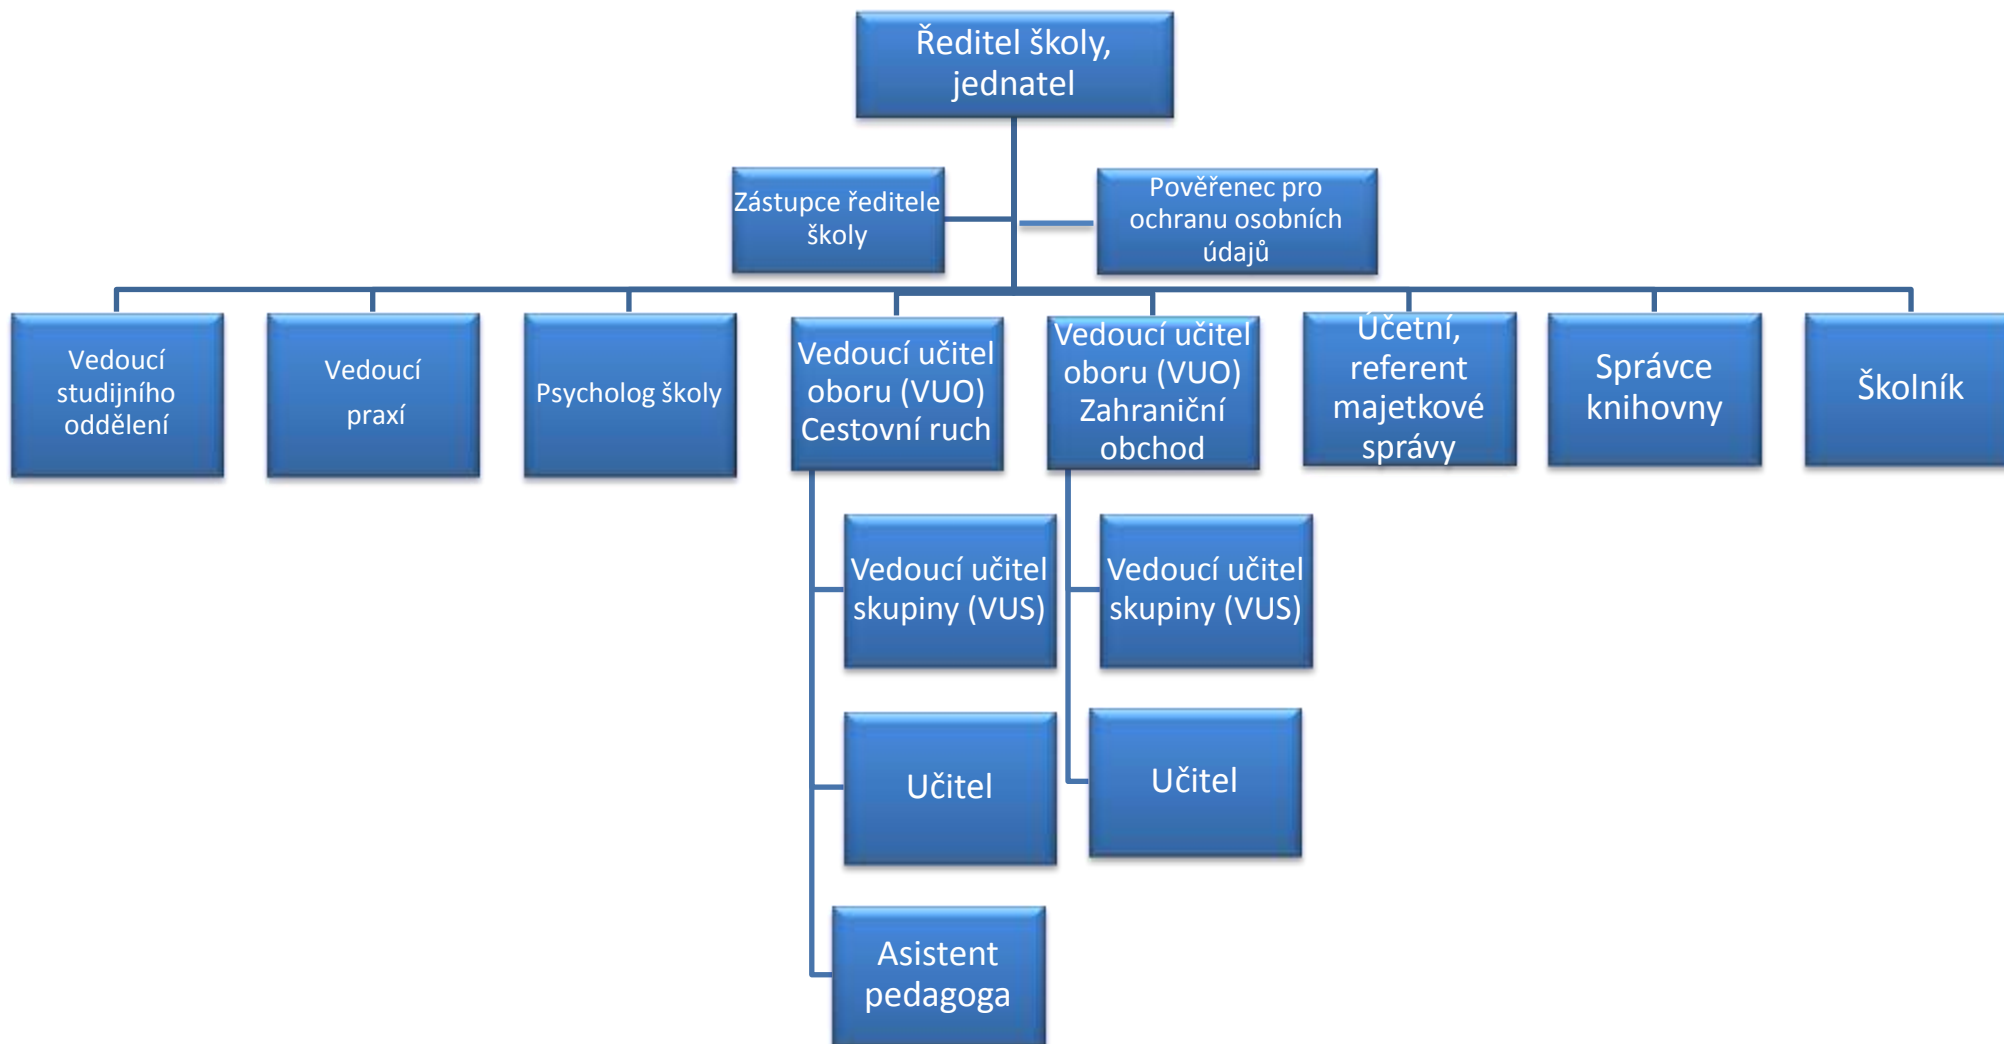 Ředitel školy,
jednatel
Zástupce ředitele
školy
Pověřenec pro
ochranu osobních
údajů
Vedoucí
studijního
oddělení
Vedoucí
praxí
Psycholog školy
Vedoucí učitel
oboru (VUO)
Cestovní ruch
Vedoucí učitel
oboru (VUO)
Zahraniční
obchod
Účetní,
referent
majetkové
správy
Správce
knihovny
Školník
Vedoucí učitel
skupiny (VUS)
Vedoucí učitel
skupiny (VUS)
Učitel
Učitel
Asistent
pedagoga